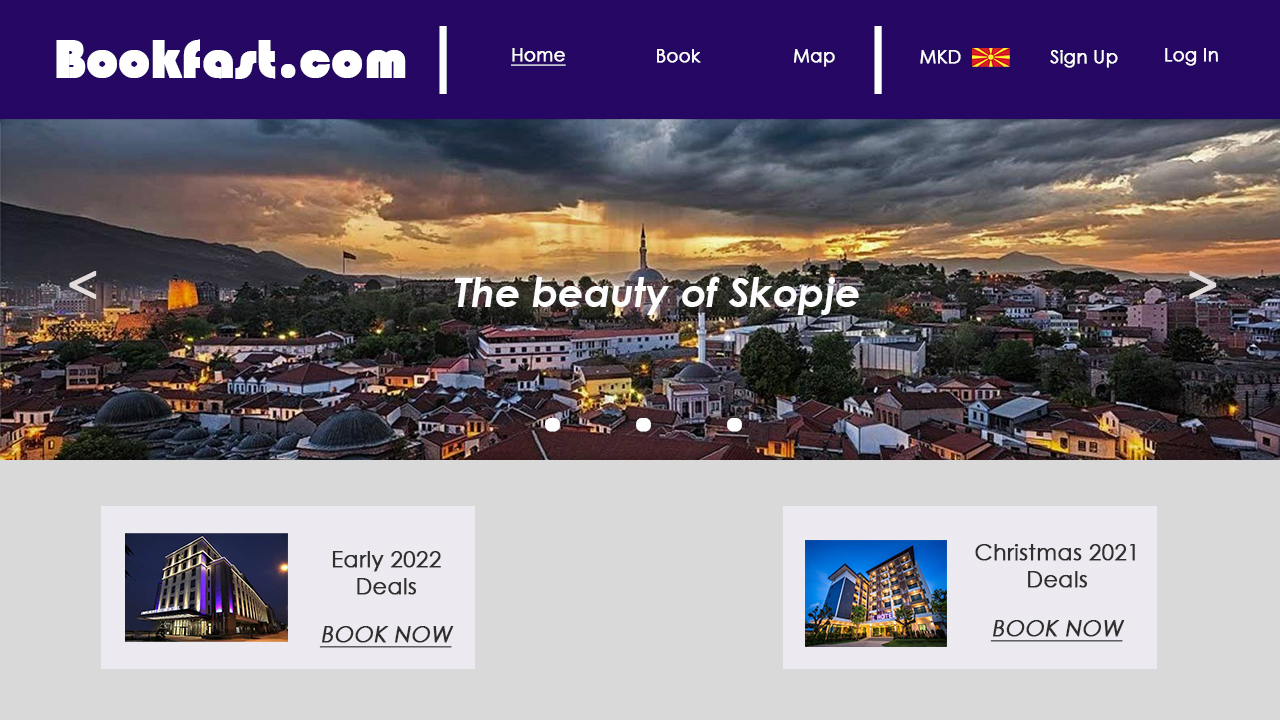 Bookfast.com
Home
Book
Map
MKD
Sign Up
Log In
<
The beauty of Skopje
>
Early 2022
Deals
BOOK NOW
Christmas 2021
Deals
BOOK NOW